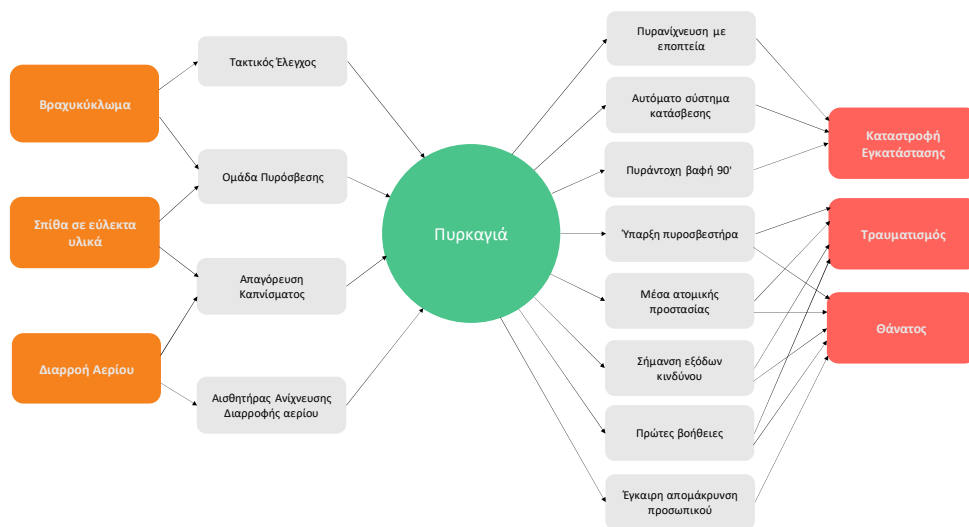 Βραχυκύκλωμα
Σπίθα σε εύλεκτα
υλικά
Διαρροή Αερίου
Τακτικός Έλεγχος
Ομάδα Πυρόσβεσης
Απαγόρευση
Καπνίσματος
Αισθητήρας Ανίχνευσης
Διαρροφής αερίου
Πυρκαγιά
Πυρανίχνευση με
εποπτεία
Αυτόματο σύστημα
κατάσβεσης
Πυράντοχη βαφή 90'
Ύπαρξη πυροσβεστήρα
Μέσα ατομικής
προστασίας
Σήμανση εξόδων
κινδύνου
Πρώτες βοήθειες
Έγκαιρη απομάκρυνση
προσωπικού
Καταστροφή
Εγκατάστασης
Τραυματισμός
Θάνατος